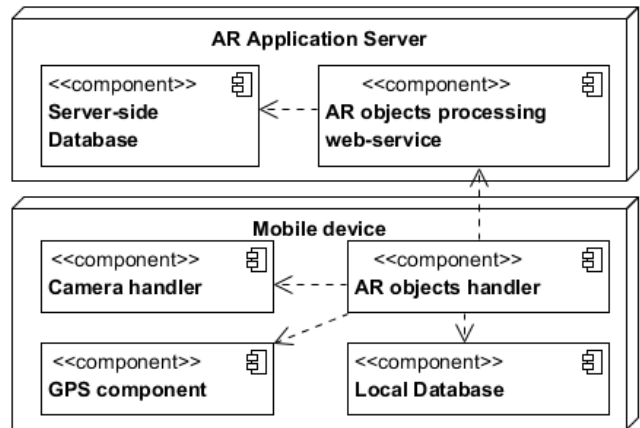 AR Application Server
<<component>>
Server-side
Database
<<component>>
AR objects processing
web-service
Mobile device
<<component>>
Camera handler
<<component>>
AR objects handler
<<component>>
GPS component
<<component>>
Local Database